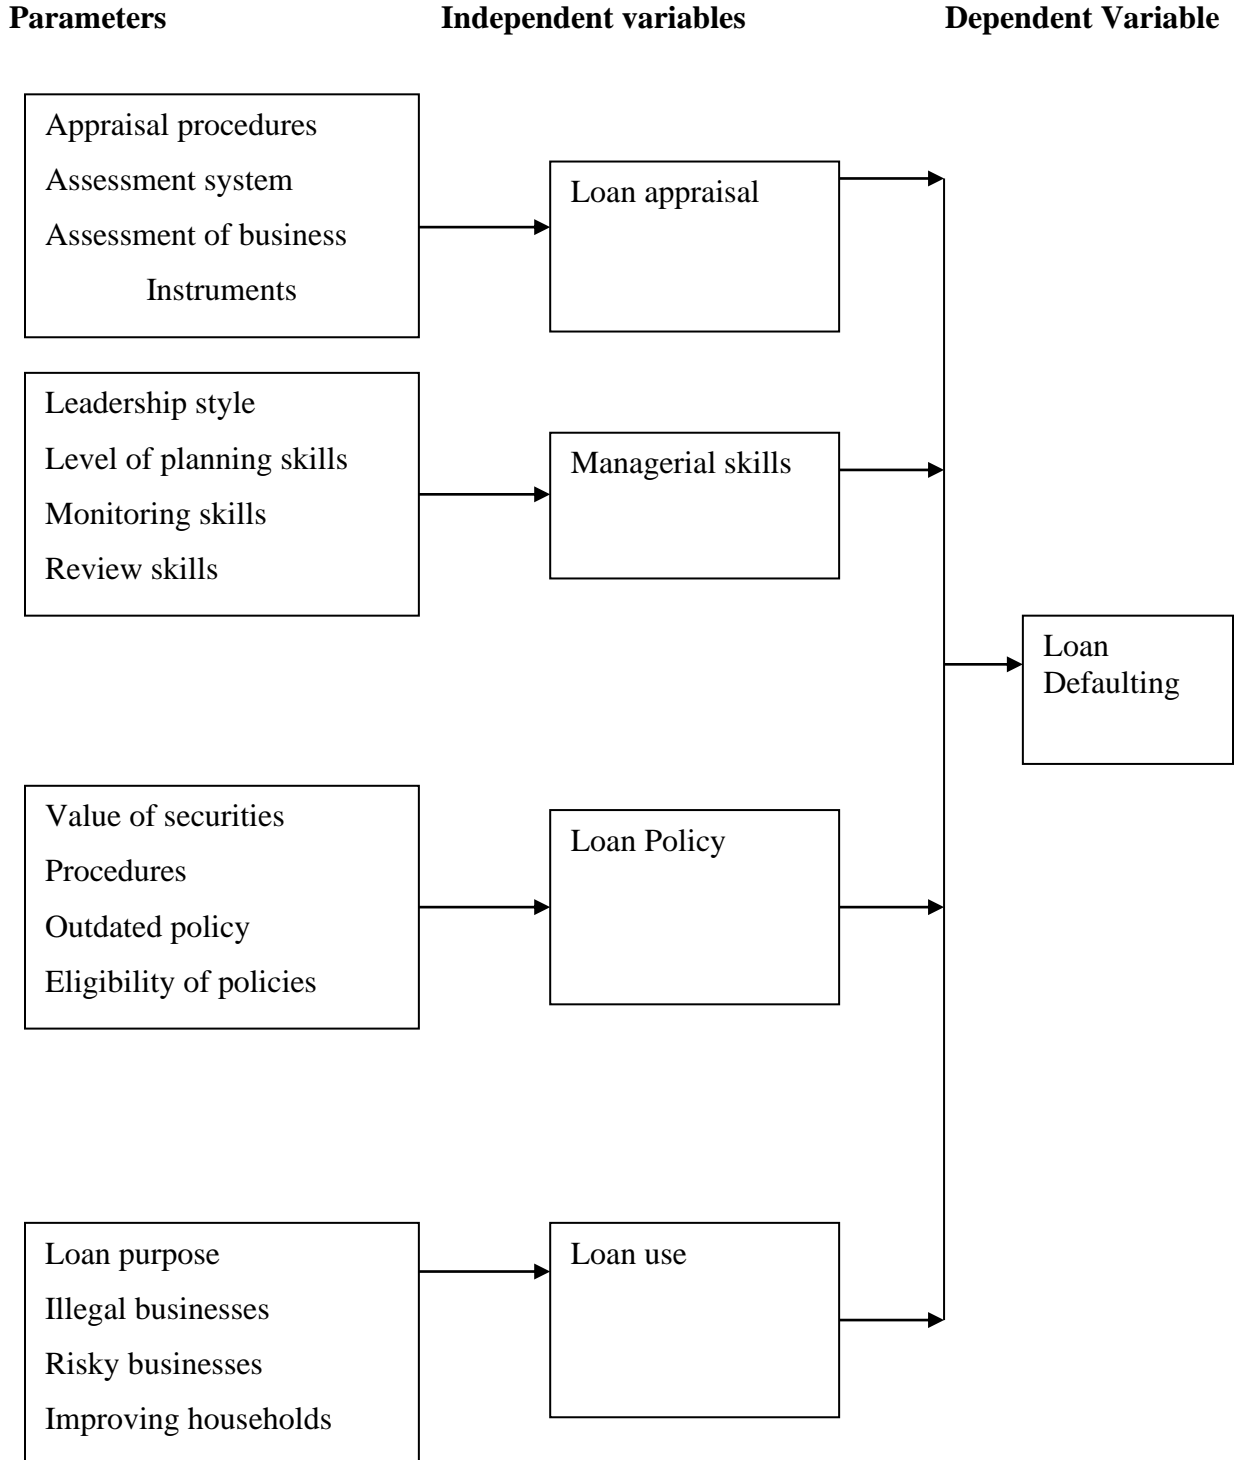 Parameters Independent variables Dependent Variable
Appraisal procedures
Assessment system
Assessment of business
Instruments
Loan appraisal
Leadership style
Level of planning skills
Monitoring skills
Review skills
Managerial skills
Loan
Defaulting
Value of securities
Procedures
Outdated policy
Eligibility of policies
Loan Policy
Loan purpose
Illegal businesses
Risky businesses
Improving households
Loan use